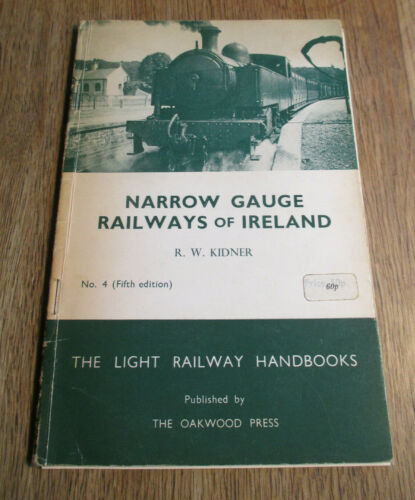 NARROW GAUGE
RAILWAYS OF IRELAND
R. W. KIDNER
No. 4 (Fifth edition)
60p
THE LIGHT RAILWAY HANDBOOKS
Published by
THE OAKWOOD PRESS